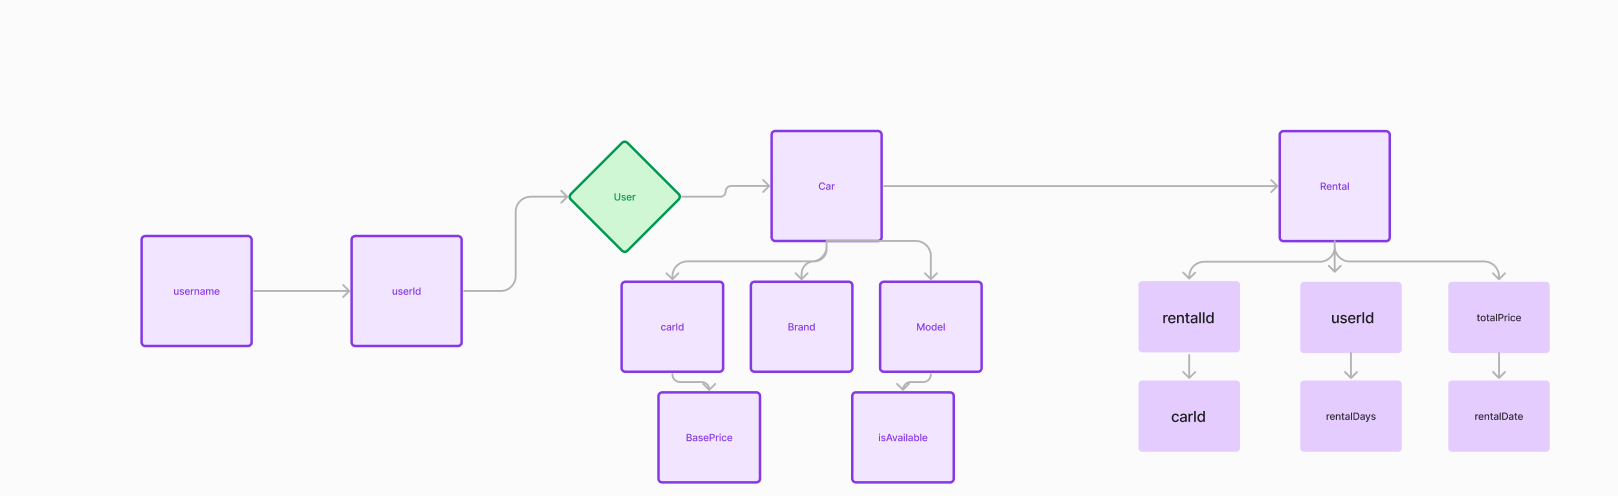 username
userId
User
Car
carId
Brand
Model
BasePrice
isAvailable
Rental
rentalId
userId
totalPrice
carId
rentalDays
rentalDate